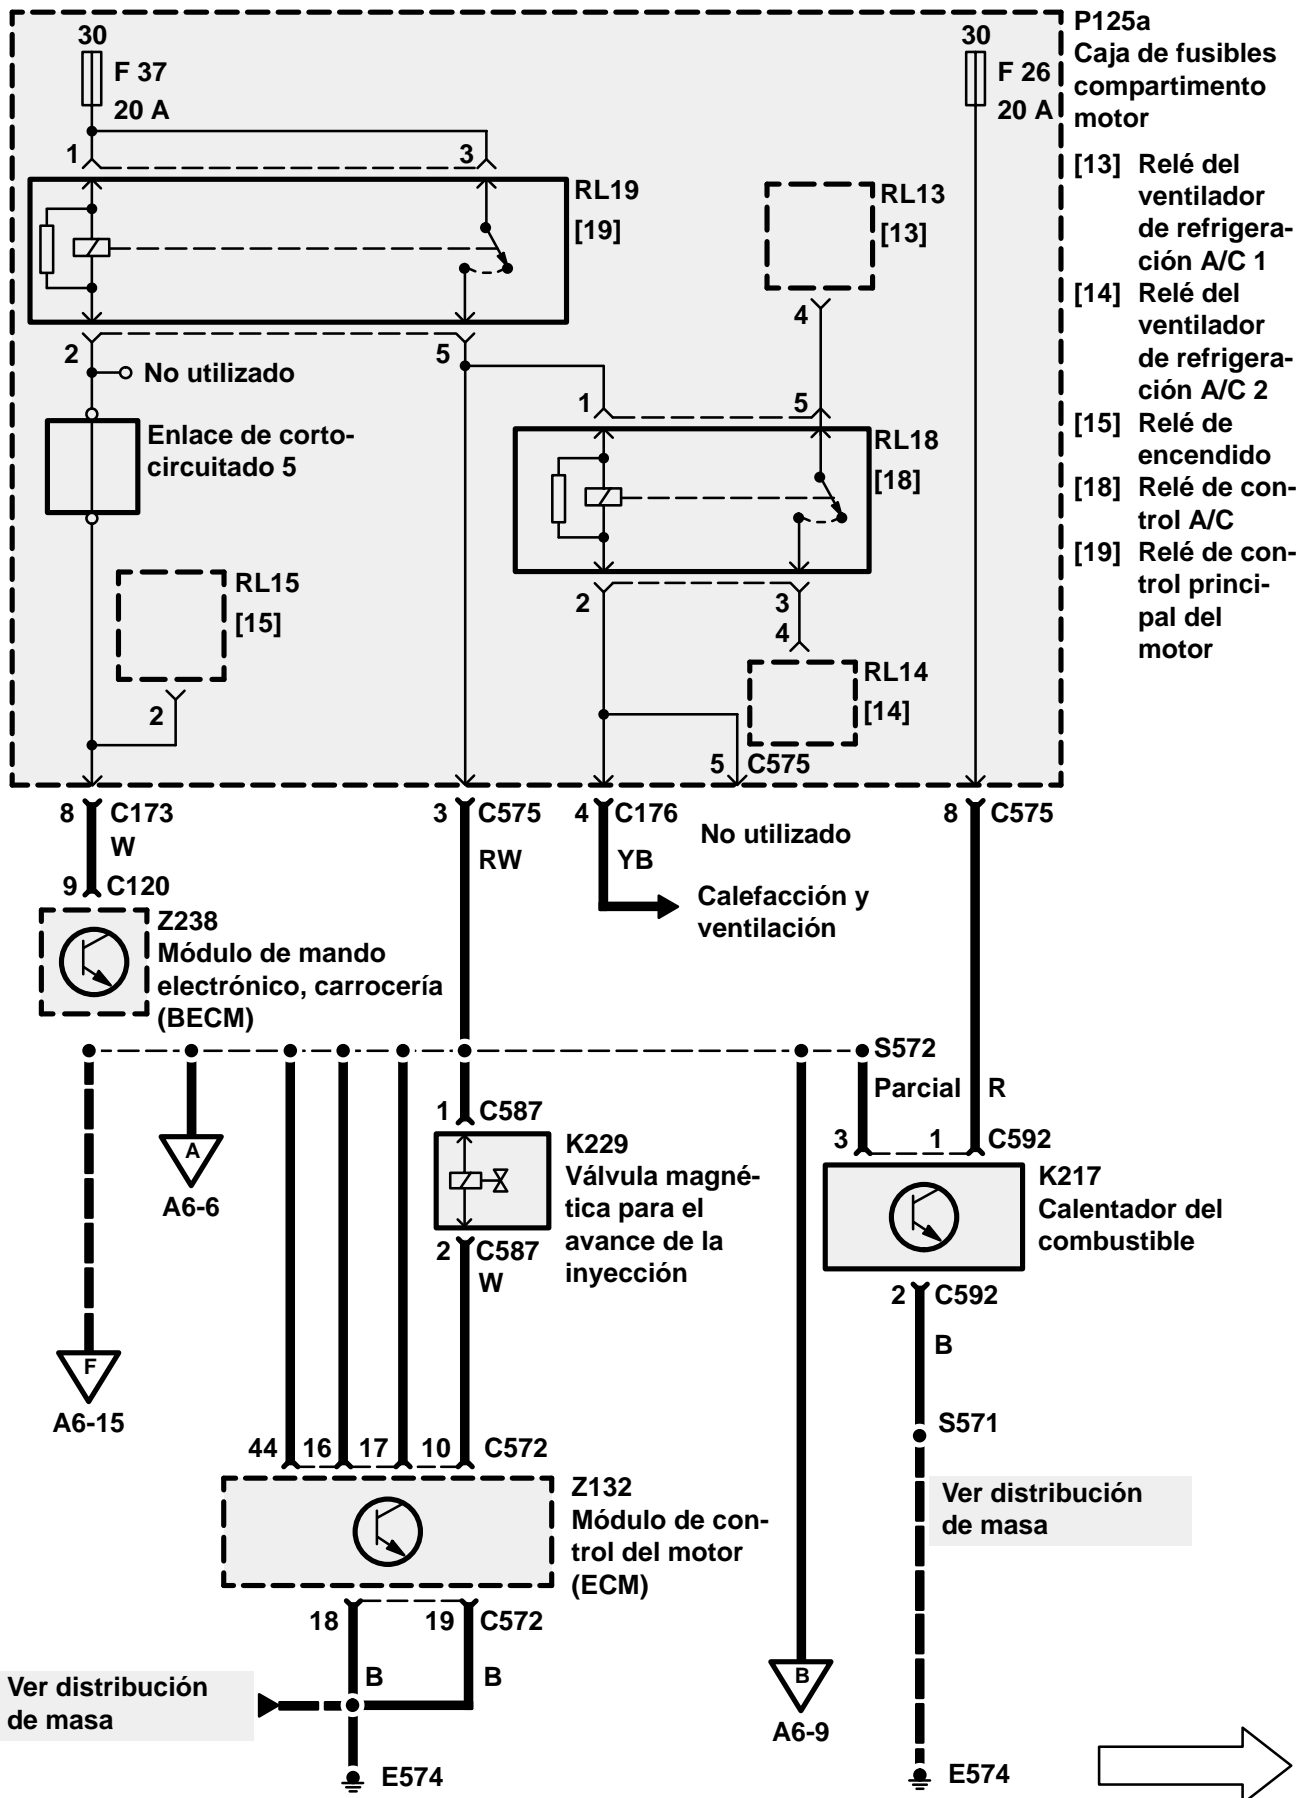 30
F 37
20 A
30
F 26
20 A
P125a
Caja de fusibles
compartimento
motor
[13] Relé del
ventilador
de refrigera-
ción A/C 1
[14] Relé del
ventilador
de refrigera-
ción A/C 2
[15] Relé de
encendido
[18] Relé de con-
trol A/C
[19] Relé de con-
trol princi-
pal del
motor
1
3
RL19
[19]
RL13
[13]
4
2
5
No utilizado
1
5
Enlace de corto-
circuitado 5
RL18
[18]
RL15
[15]
2
2
3
4
RL14
[14]
5 C575
8 C173
W
3 C575
RW
4 C176
YB
No utilizado
8 C575
9 C120
Calefacción y
ventilación
Z238
Módulo de mando
electrónico, carrocería
(BECM)
S572
Parcial
R
A
A6-6
1 C587
K229
Válvula magné-
tica para el
avance de la
inyección
2 C587
W
3
1 C592
K217
Calentador del
combustible
2 C592
B
F
A6-15
S571
44 16 17 10 C572
Z132
Módulo de con-
trol del motor
(ECM)
Ver distribución
de masa
18
19 C572
B
B
Ver distribución
de masa
B
A6-9
E574
E574